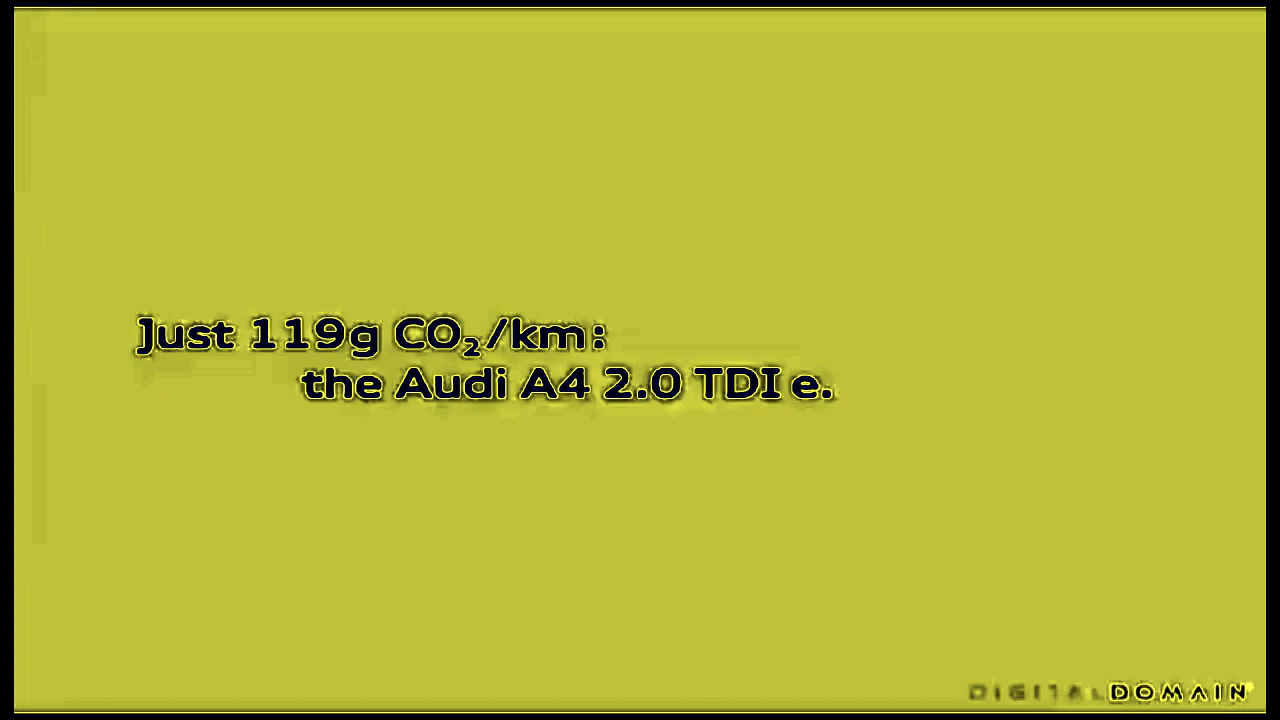 Just 119g CO₂/km:
the Audi A4 2.0 TDI e.
DIGITAL DOMAIN